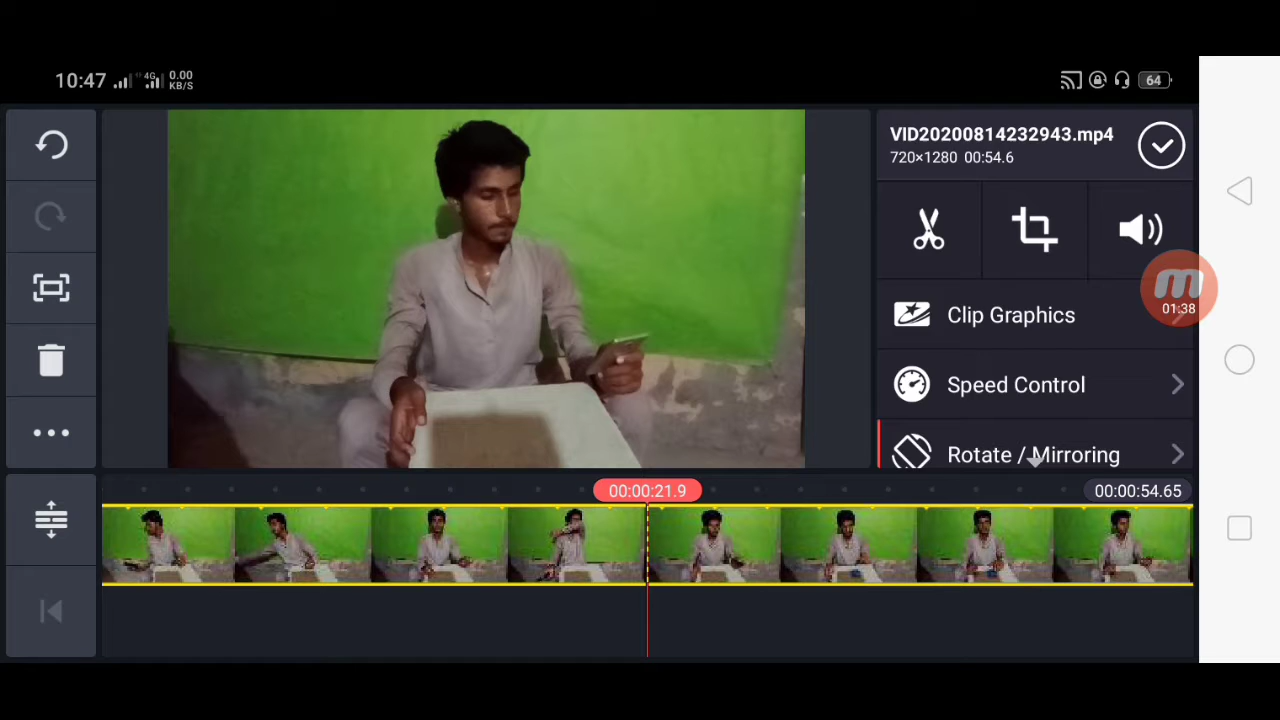 10:47 4G 0.00 KB/S 64
VID20200814232943.mp4
720×1280 00:54.6
01:38
Clip Graphics
Speed Control
Rotate / Mirroring
00:00:21.9
00:00:54.65